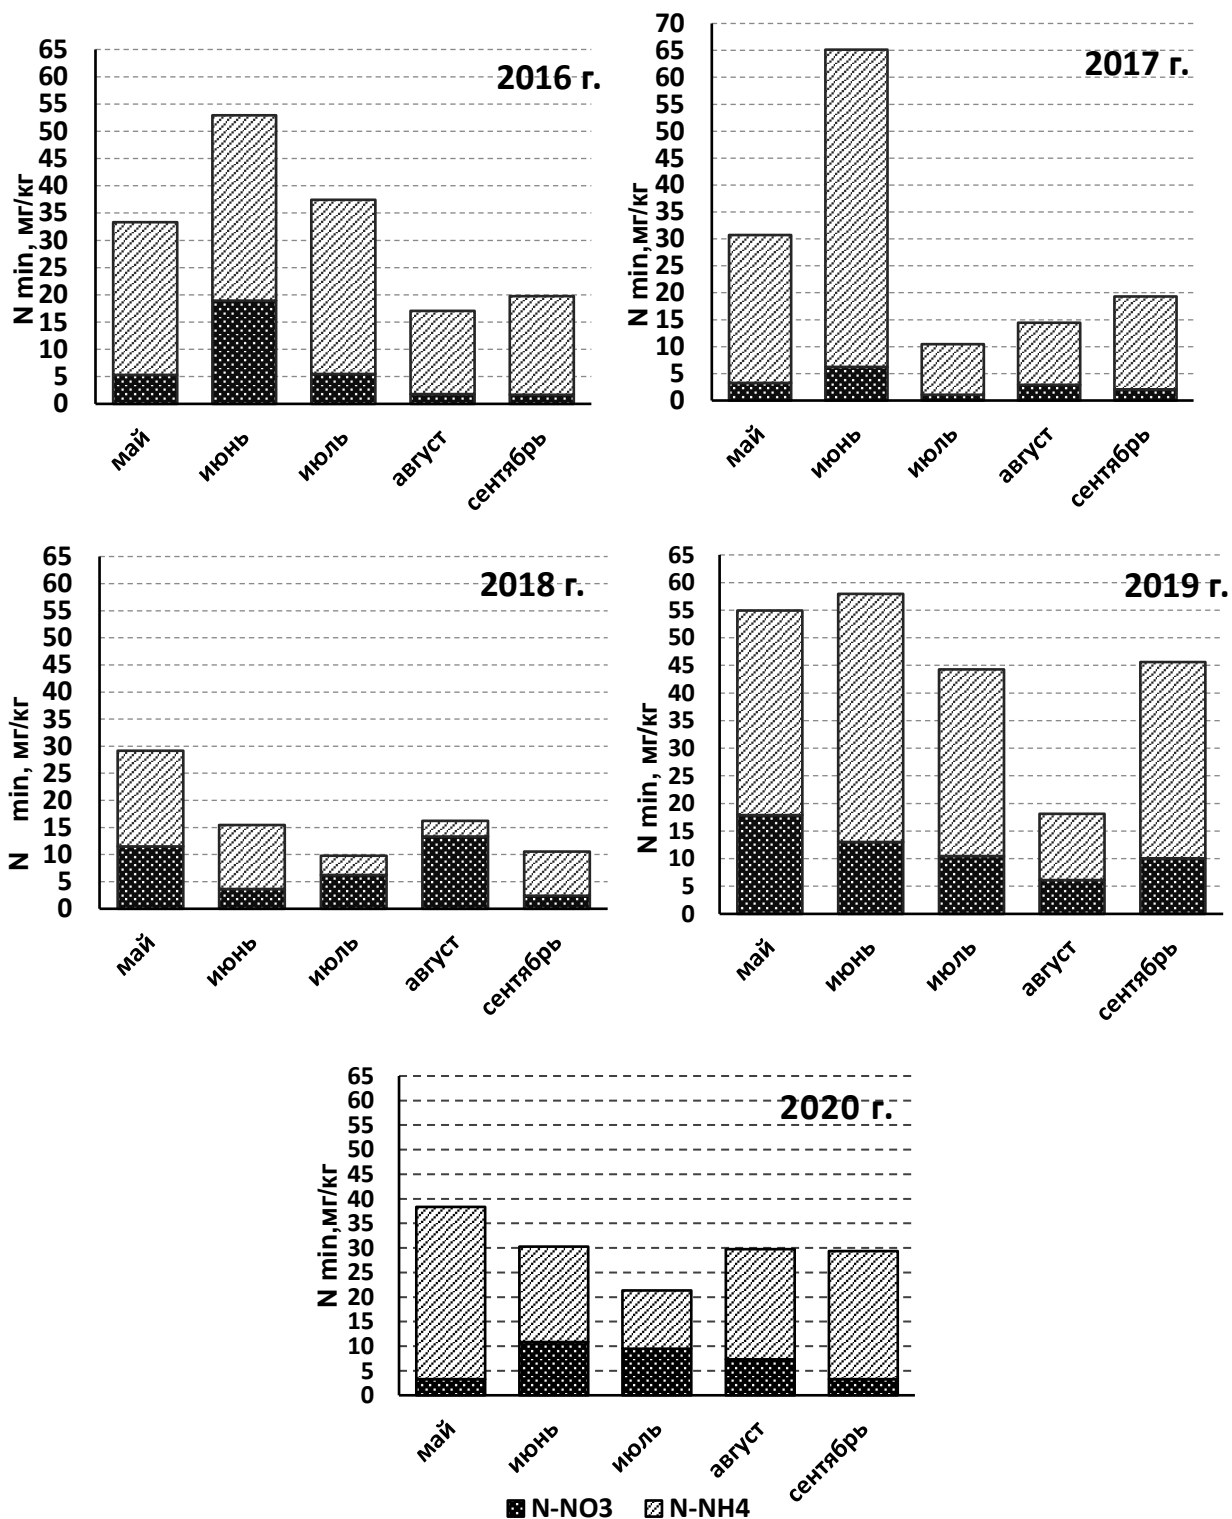 2016 г.
N min, мг/кг
65
60
55
50
45
40
35
30
25
20
15
10
5
0
май
июнь
июль
август
сентябрь
2017 г.
N min,мг/кг
70
65
60
55
50
45
40
35
30
25
20
15
10
5
0
май
июнь
июль
август
сентябрь
2018 г.
N min, мг/кг
65
60
55
50
45
40
35
30
25
20
15
10
5
0
май
июнь
июль
август
сентябрь
2019 г.
N min, мг/кг
65
60
55
50
45
40
35
30
25
20
15
10
5
0
май
июнь
июль
август
сентябрь
2020 г.
N min,мг/кг
65
60
55
50
45
40
35
30
25
20
15
10
5
0
май
июнь
июль
август
сентябрь
N-NO3 N-NH4